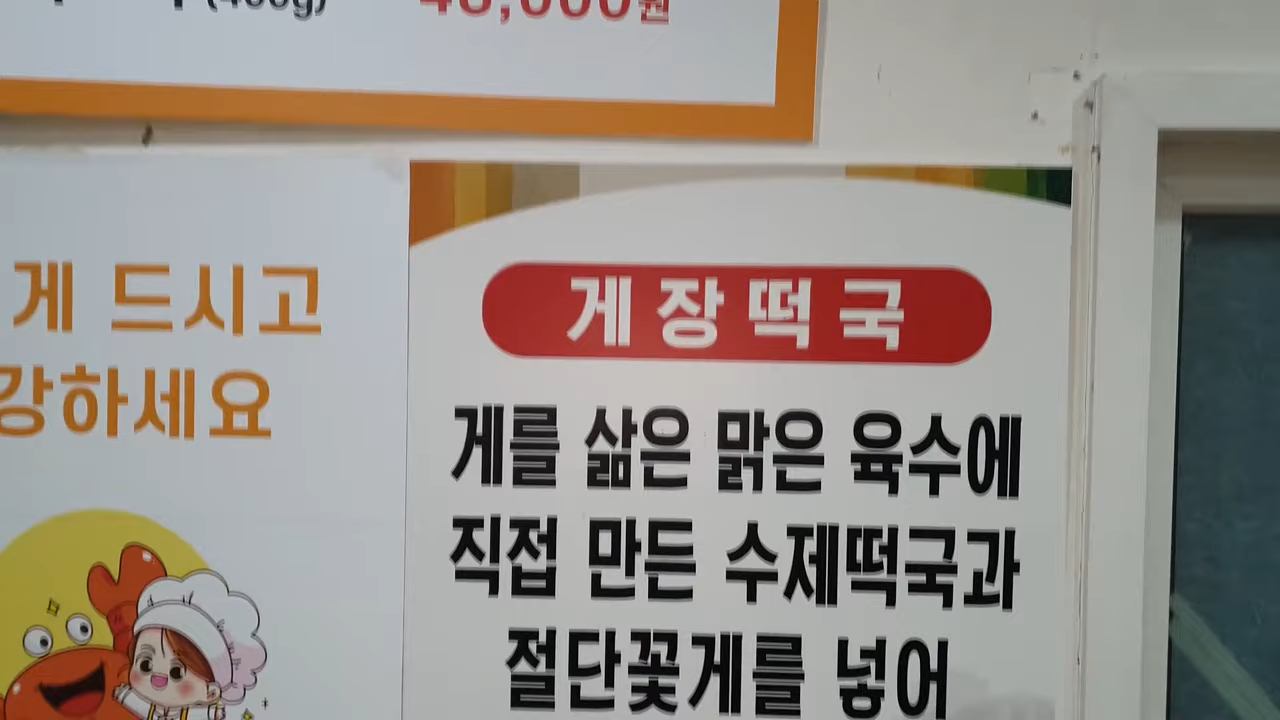 원
게 드시고
강하세요
게장떡국
게를 삶은 맑은 육수에
직접 만든 수제떡국과
절단꽃게를 넣어